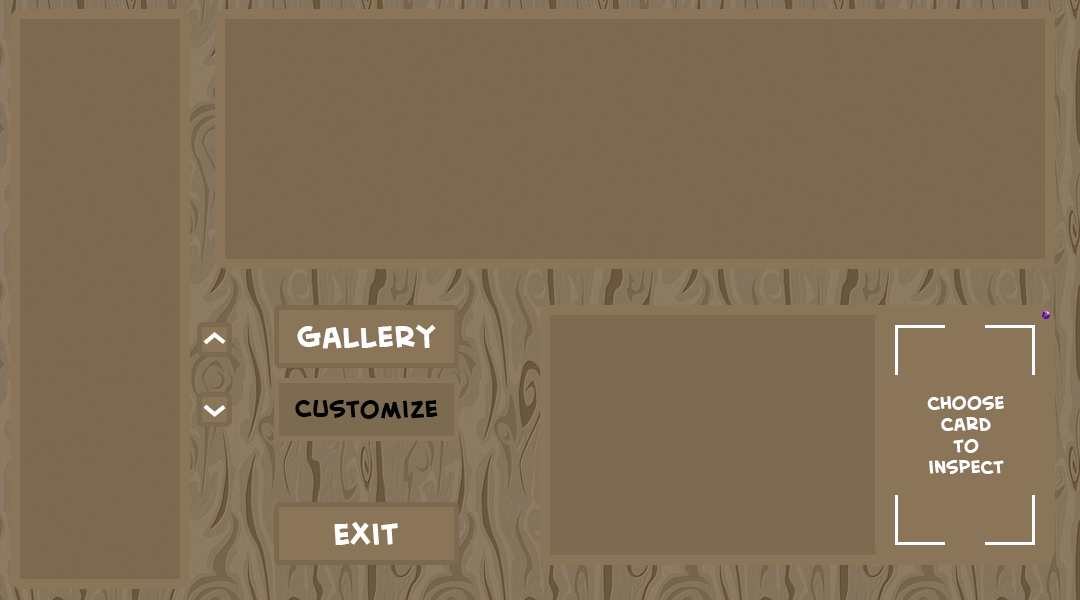 GALLERY
CUSTOMIZE
EXIT
CHOOSE
CARD
TO
INSPECT